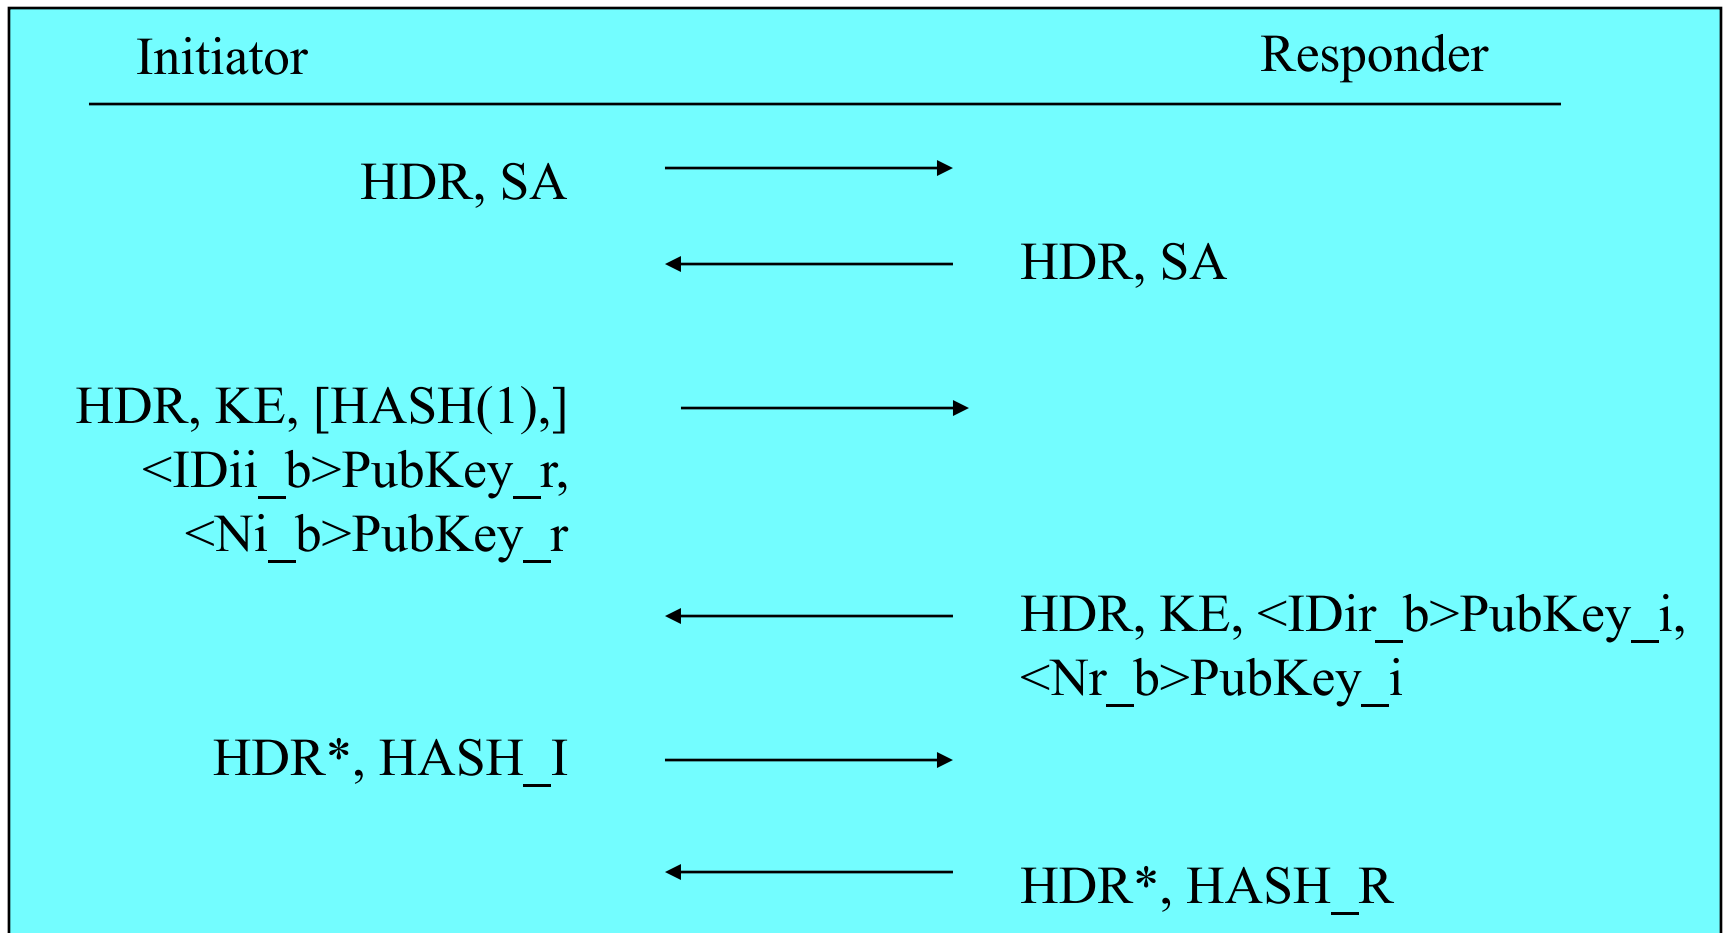 Initiator
Responder
HDR, SA
HDR, SA
HDR, KE, [HASH(1),]
<IDii_b>PubKey_r,
<Ni_b>PubKey_r
HDR, KE, <IDir_b>PubKey_i,
<Nr_b>PubKey_i
HDR*, HASH_I
HDR*, HASH_R